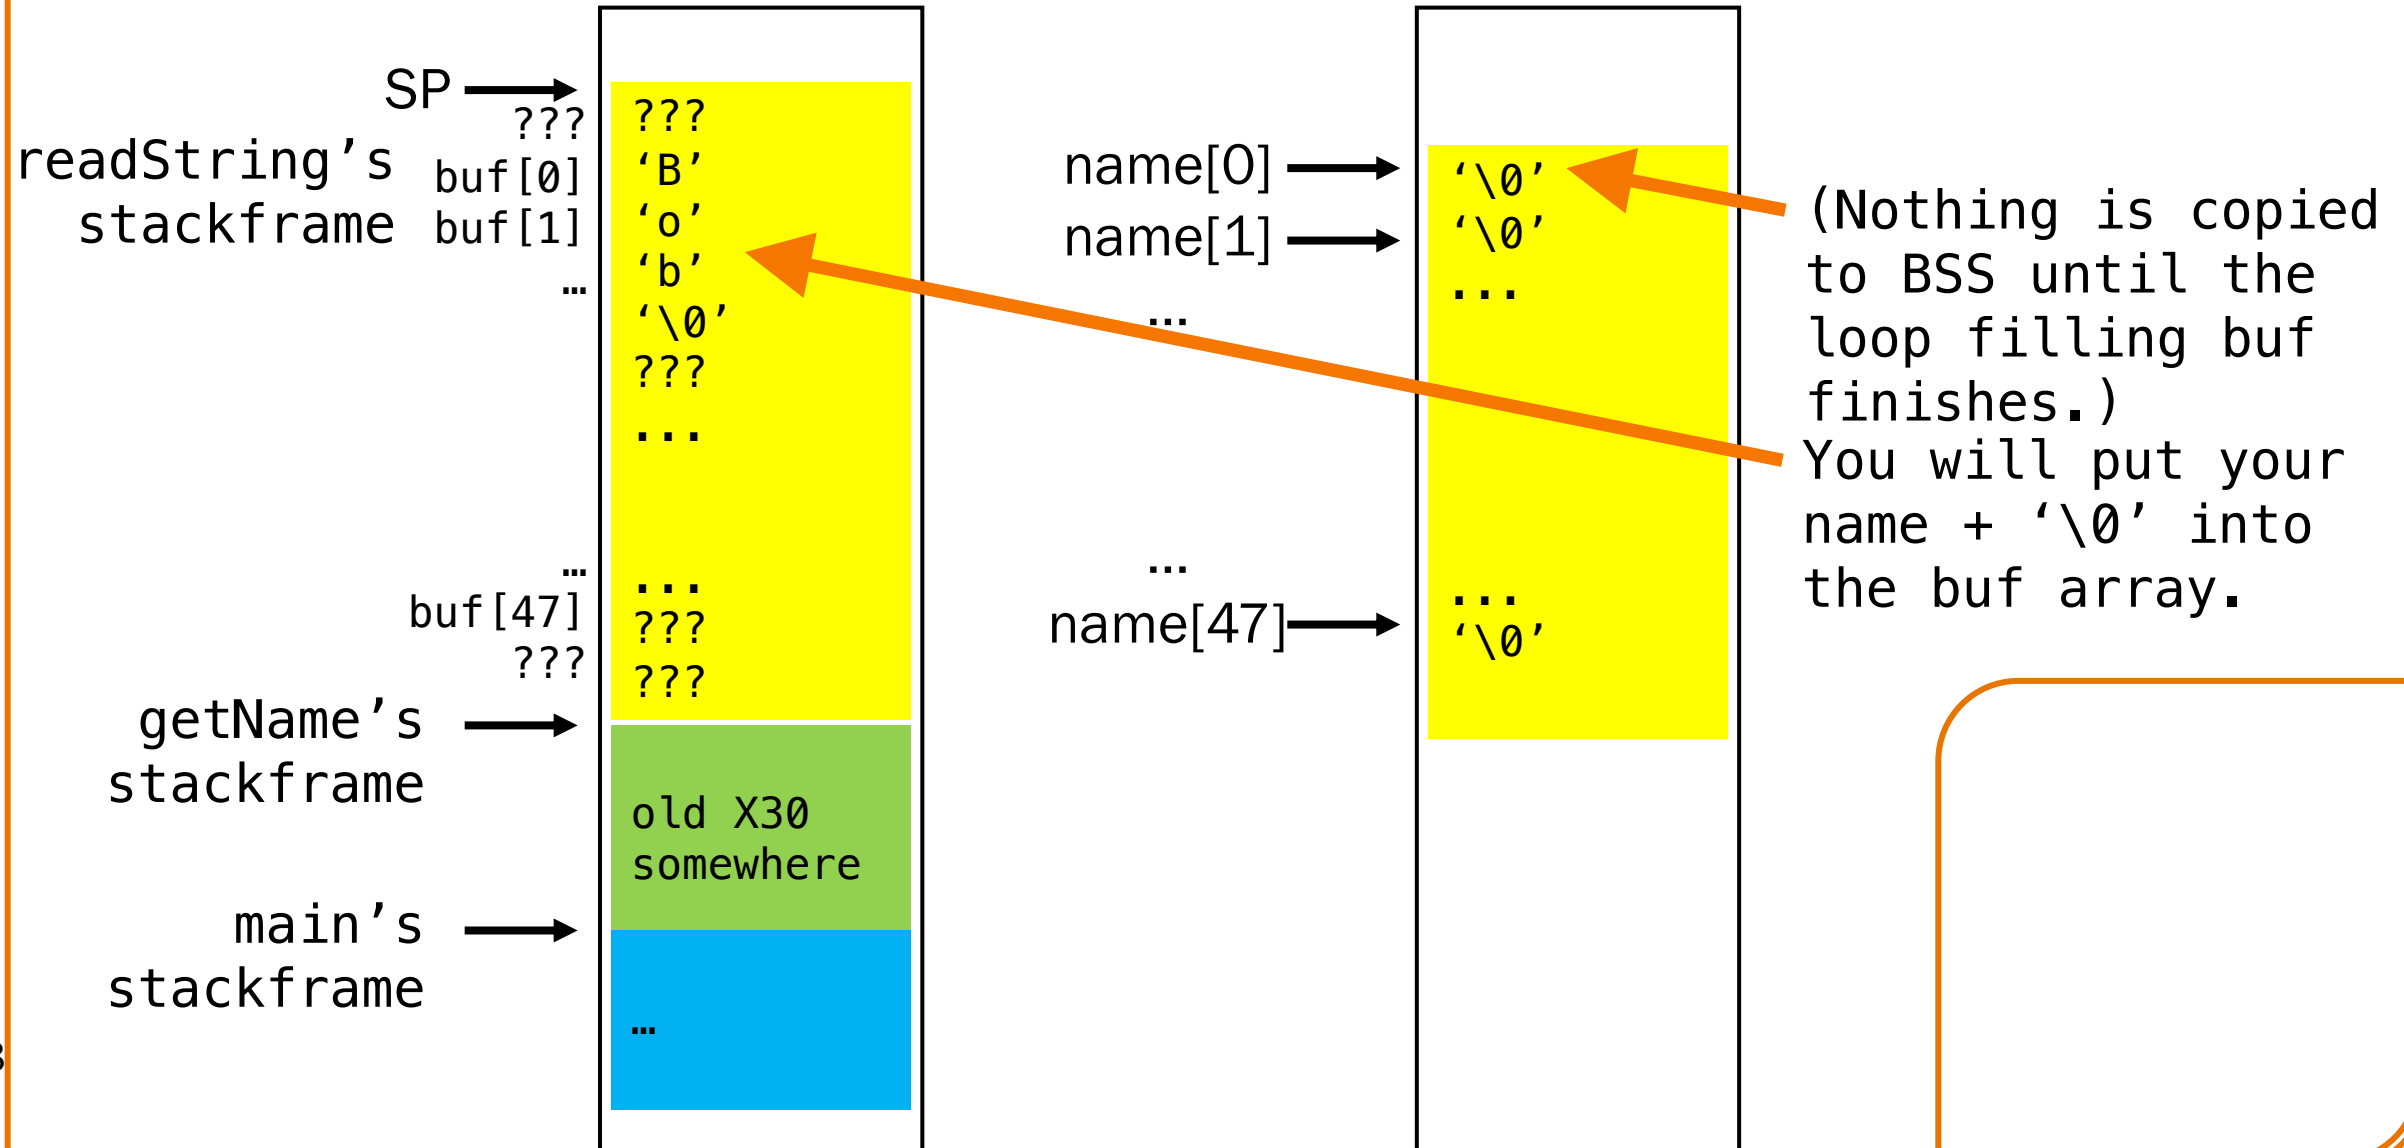 SP
???
readString’s
stackframe
buf[0]
buf[1]
…
…
buf[47]
???
getName’s
stackframe
main’s
stackframe
???
‘B’
‘o’
‘b’
‘\0’
???
...
...
???
???
old X30
somewhere
…
name[0]
name[1]
...
...
name[47]
‘\0’
‘\0’
...
...
‘\0’
(Nothing is copied
to BSS until the
loop filling buf
finishes.)
You will put your
name + ‘\0’ into
the buf array.